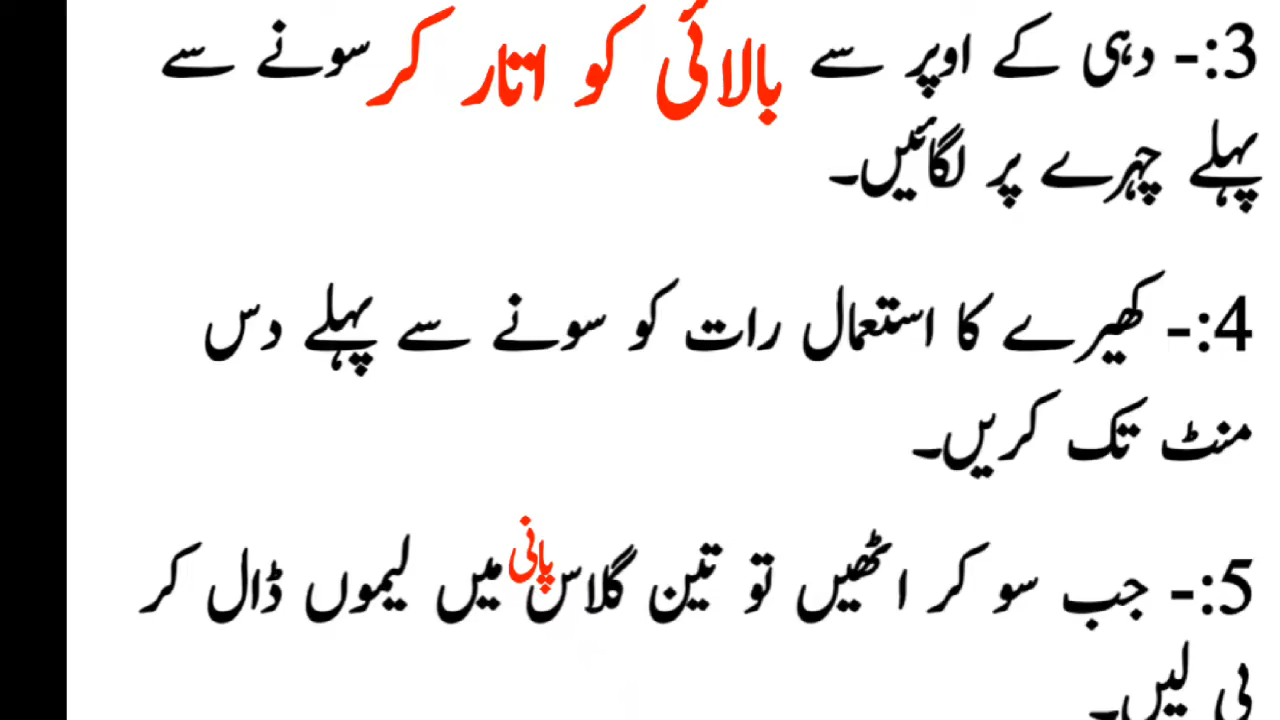 3:- دہی کے اوپر سے بالائی کو اتار کر سونے سے
پہلے چہرے پر لگائیں۔
4:- کھیرے کا استعمال رات کو سونے سے پہلے دس
منٹ تک کریں۔
5:- جب سو کر اٹھیں تو تین گلاس پانی میں لیموں ڈال کر
پی لیں۔